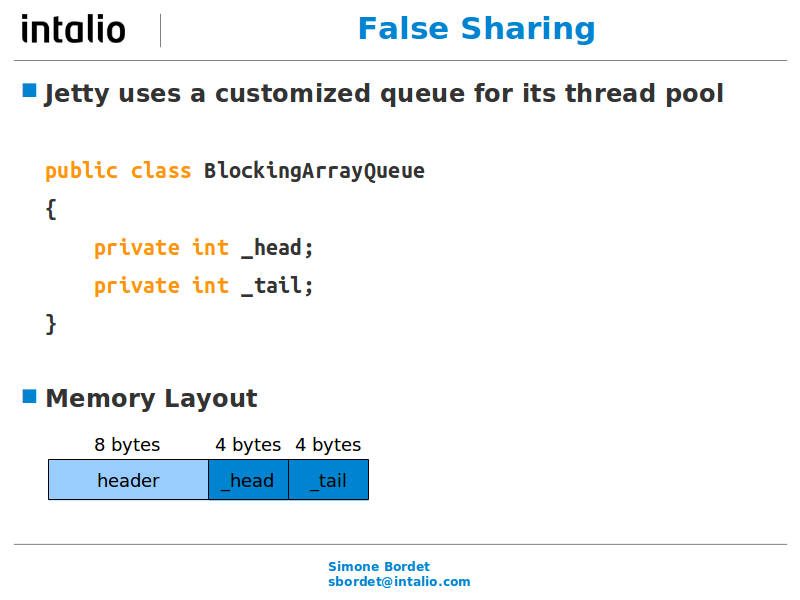 intalio
False Sharing
Jetty uses a customized queue for its thread pool
public class BlockingArrayQueue
{
private int _head;
private int _tail;
}
Memory Layout
8 bytes 4 bytes 4 bytes
header _head _tail
Simone Bordet
sbordet@intalio.com